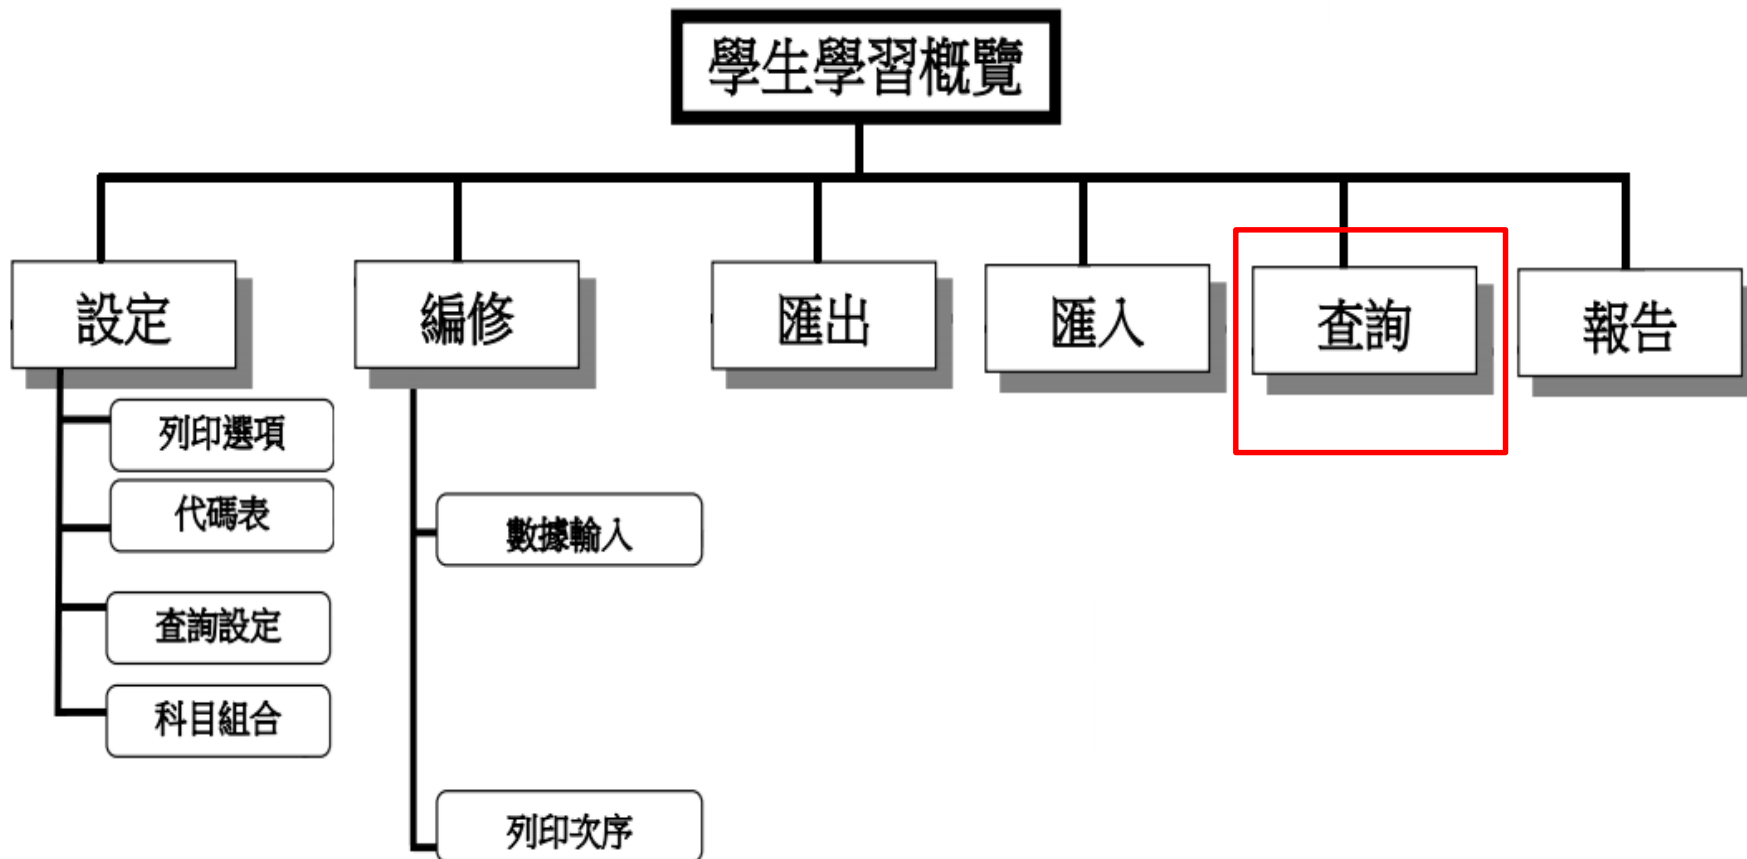 學生學習概覽
設定
編修
匯出
匯入
查詢
報告
列印選項
代碼表
查詢設定
科目組合
數據輸入
列印次序